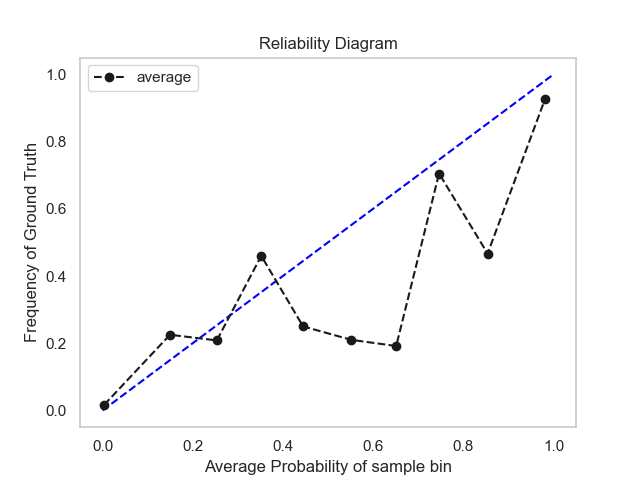 Reliability Diagram
average
Frequency of Ground Truth
1.0
0.8
0.6
0.4
0.2
0.0
0.0 0.2 0.4 0.6 0.8 1.0
Average Probability of sample bin